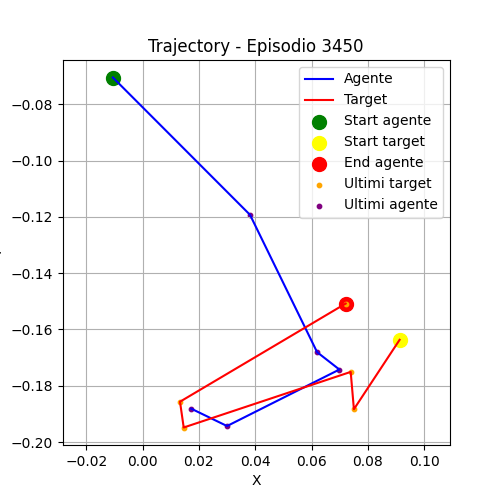 Trajectory - Episodio 3450
Agente
Target
Start agente
Start target
End agente
Ultimi target
Ultimi agente
−0.08
−0.10
−0.12
−0.14
−0.16
−0.18
−0.20
−0.02
0.00
0.02
0.04
0.06
0.08
0.10
X